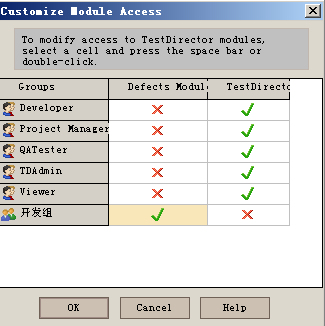 Customize Module Access
To modify access to TestDirector modules,
select a cell and press the space bar or
double-click.
Groups Defects Modul TestDirecto
Developer
Project Manager
QATester
TDAdmin
Viewer
开发组
OK Cancel Help